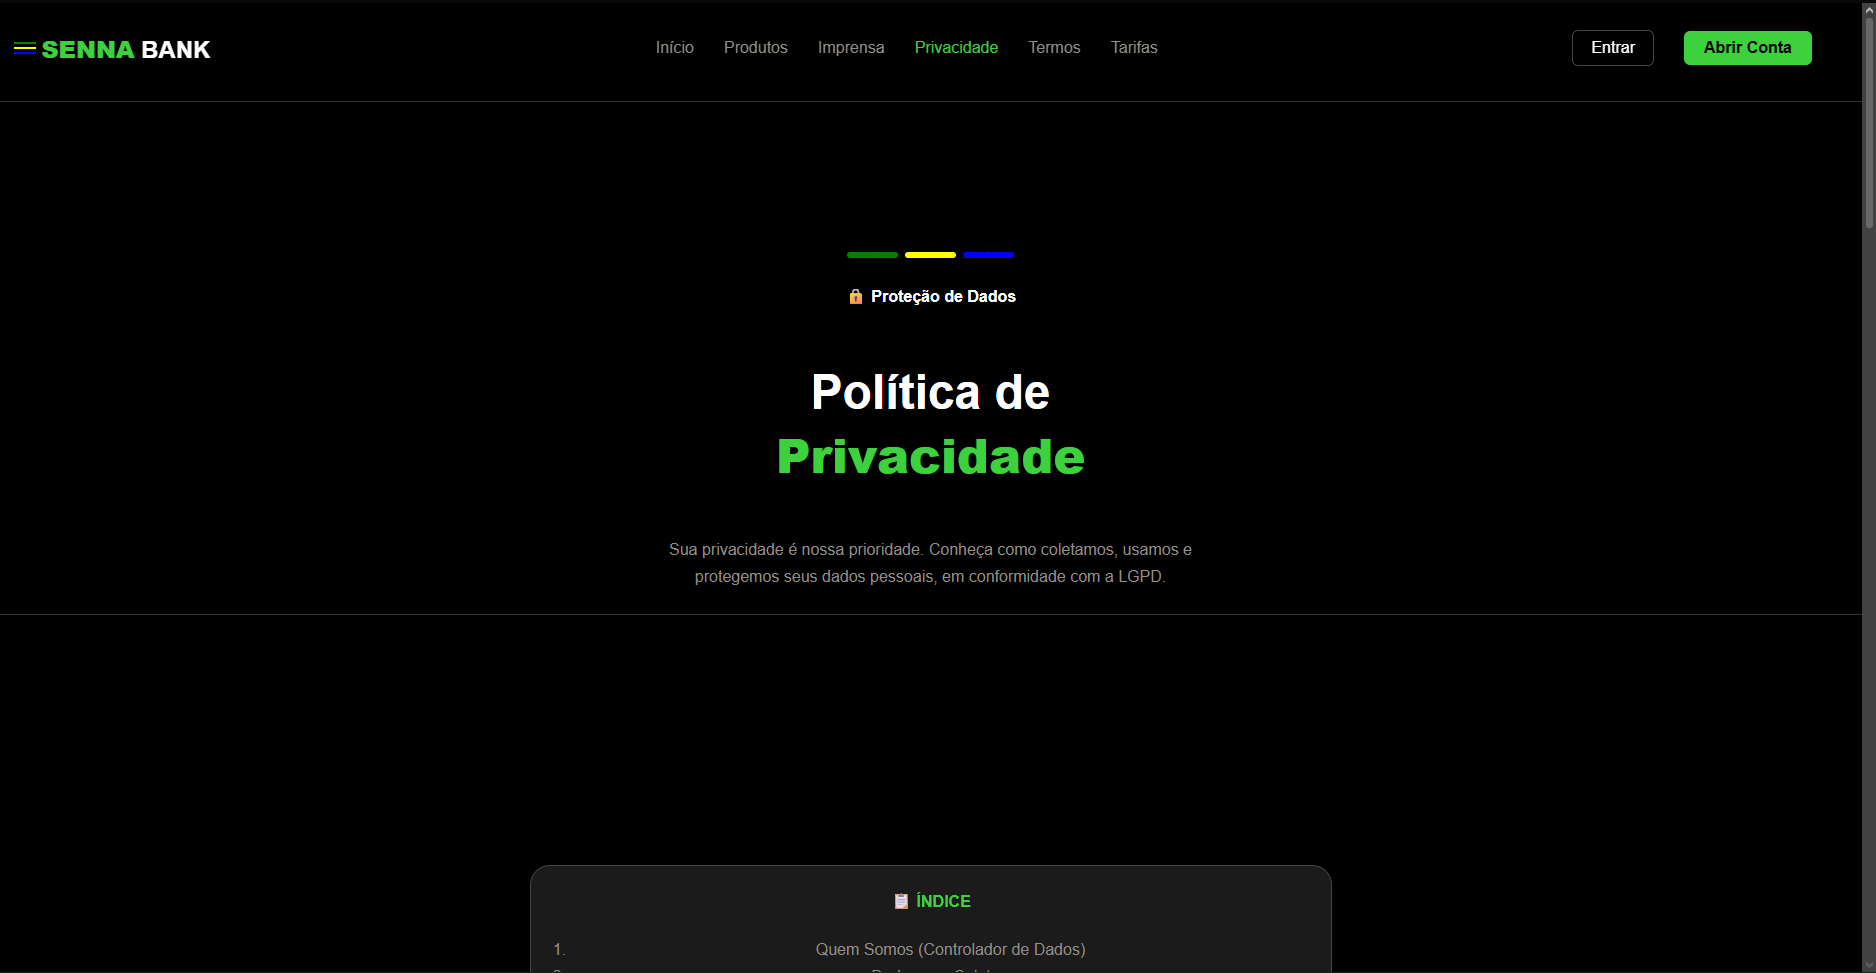 SENNA BANK
Início Produtos Imprensa Privacidade Termos Tarifas
Entrar
Abrir Conta
Proteção de Dados
Política de
Privacidade
Sua privacidade é nossa prioridade. Conheça como coletamos, usamos e
protegemos seus dados pessoais, em conformidade com a LGPD.
ÍNDICE
1. Quem Somos (Controlador de Dados)